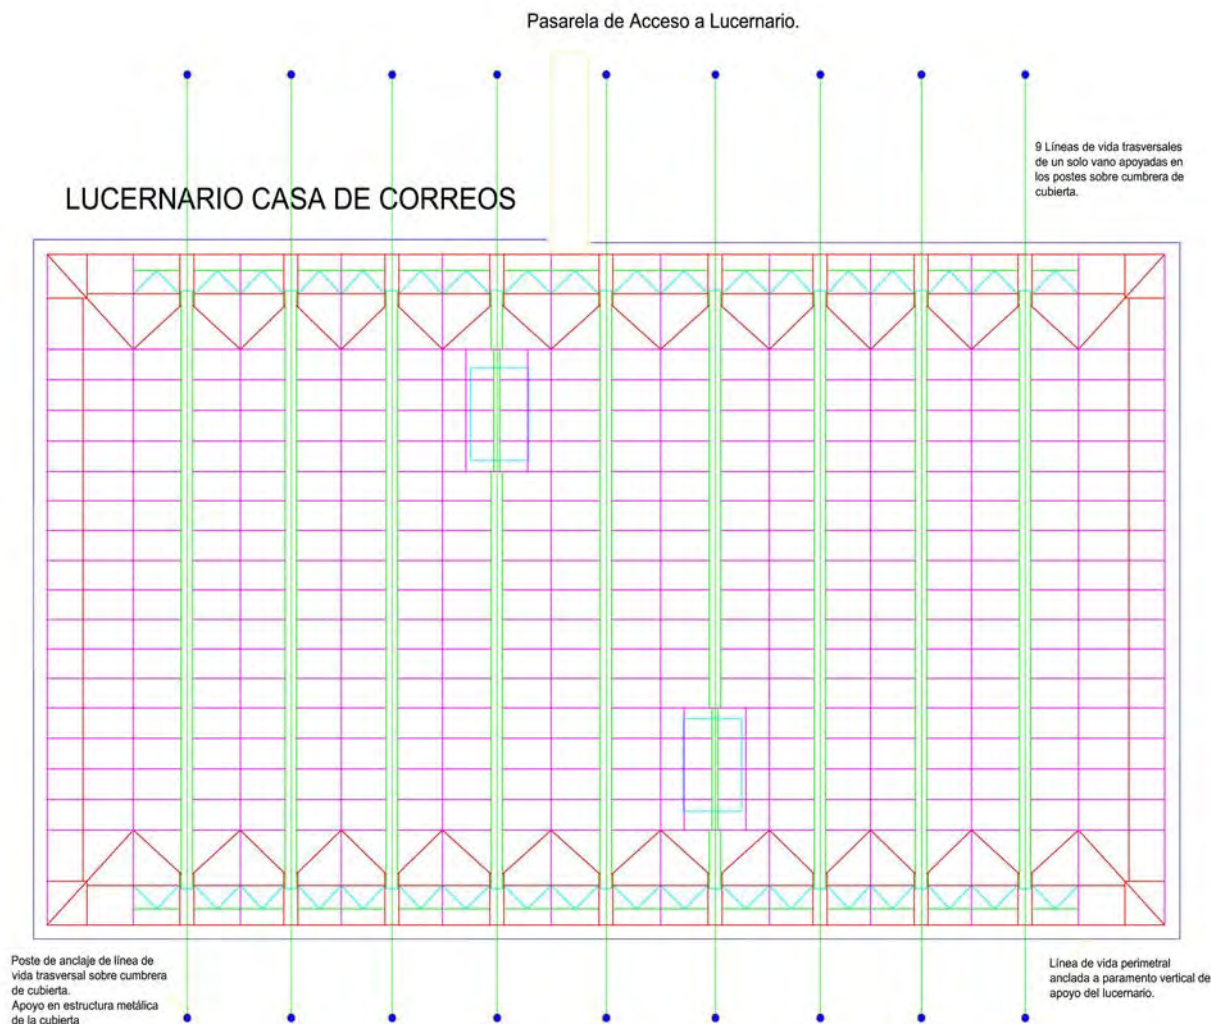 Pasarela de Acceso a Lucernario.
9 Líneas de vida trasversales
de un solo vano apoyadas en
los postes sobre cumbrera de
cubierta.
LUCERNARIO CASA DE CORREOS
Poste de anclaje de línea de
vida trasversal sobre cumbrera
de cubierta.
Apoyo en estructura metálica
de la cubierta
Línea de vida perimetral
anclada a paramento vertical de
apoyo del lucernario.